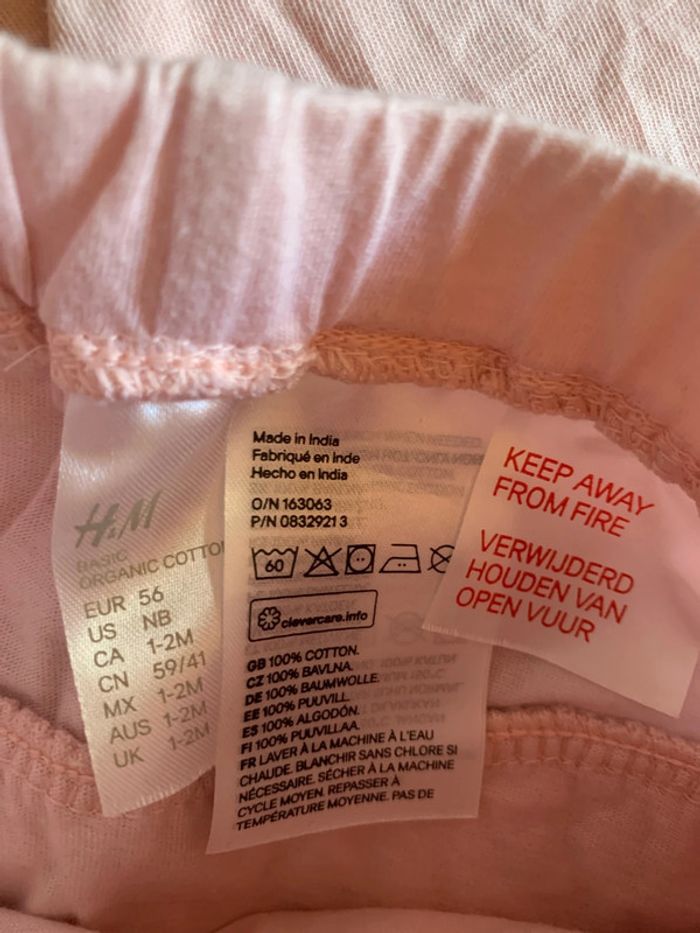 H&M
BASIC
ORGANIC COTTO
EUR 56
US NB
CA 1-2M
CN 59/41
MX 1-2M
AUS 1-2M
UK 1-2M
Made in India
Fabriqué en Inde
Hecho en India
O/N 163063
P/N 0832921 3
60
clevercare.info
GB 100% COTTON.
CZ 100% BAVLNA.
DE 100% BAUMWOLLE.
EE 100% PUUVILL.
ES 100% ALGODÓN.
FI 100% PUUVILLAA.
FR LAVER À LA MACHINE À L'EAU
CHAUDE. BLANCHIR SANS CHLORE SI
NÉCESSAIRE. SÉCHER À LA MACHINE
CYCLE MOYEN. REPASSER À
TEMPÉRATURE MOYENNE. PAS DE
KEEP AWAY
FROM FIRE
VERWIJDERD
HOUDEN VAN
OPEN VUUR